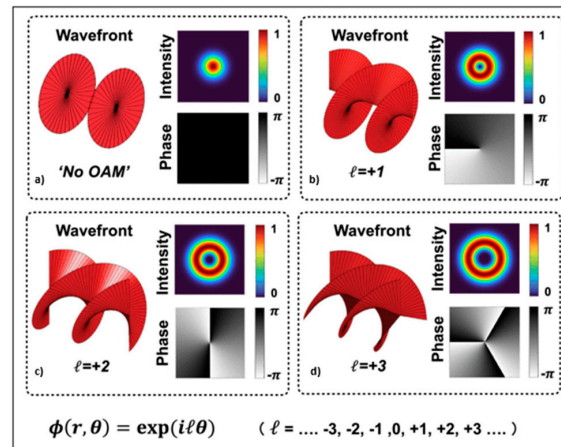 Wavefront
Intensity
1
0
Phase
π
-π
a)
'No OAM'
Wavefront
Intensity
1
0
Phase
π
-π
b)
ℓ=+1
Wavefront
Intensity
1
0
Phase
π
-π
c)
ℓ=+2
Wavefront
Intensity
1
0
Phase
π
-π
d)
ℓ=+3
ϕ(r, θ) = exp(iℓθ) ( ℓ = .... -3, -2, -1 ,0, +1, +2, +3 .... )